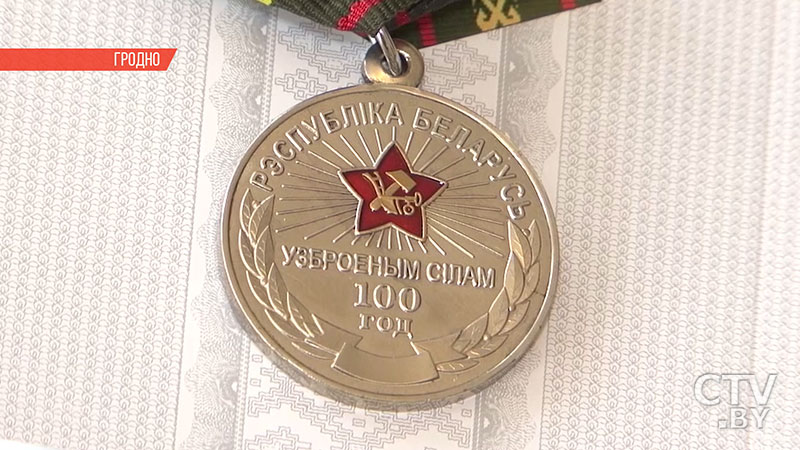 ГРОДНО
РЭСПУБЛІКА БЕЛАРУСЬ
УЗБРОЕНЫМ СІЛАМ
100
ГОД
CTV
.BY